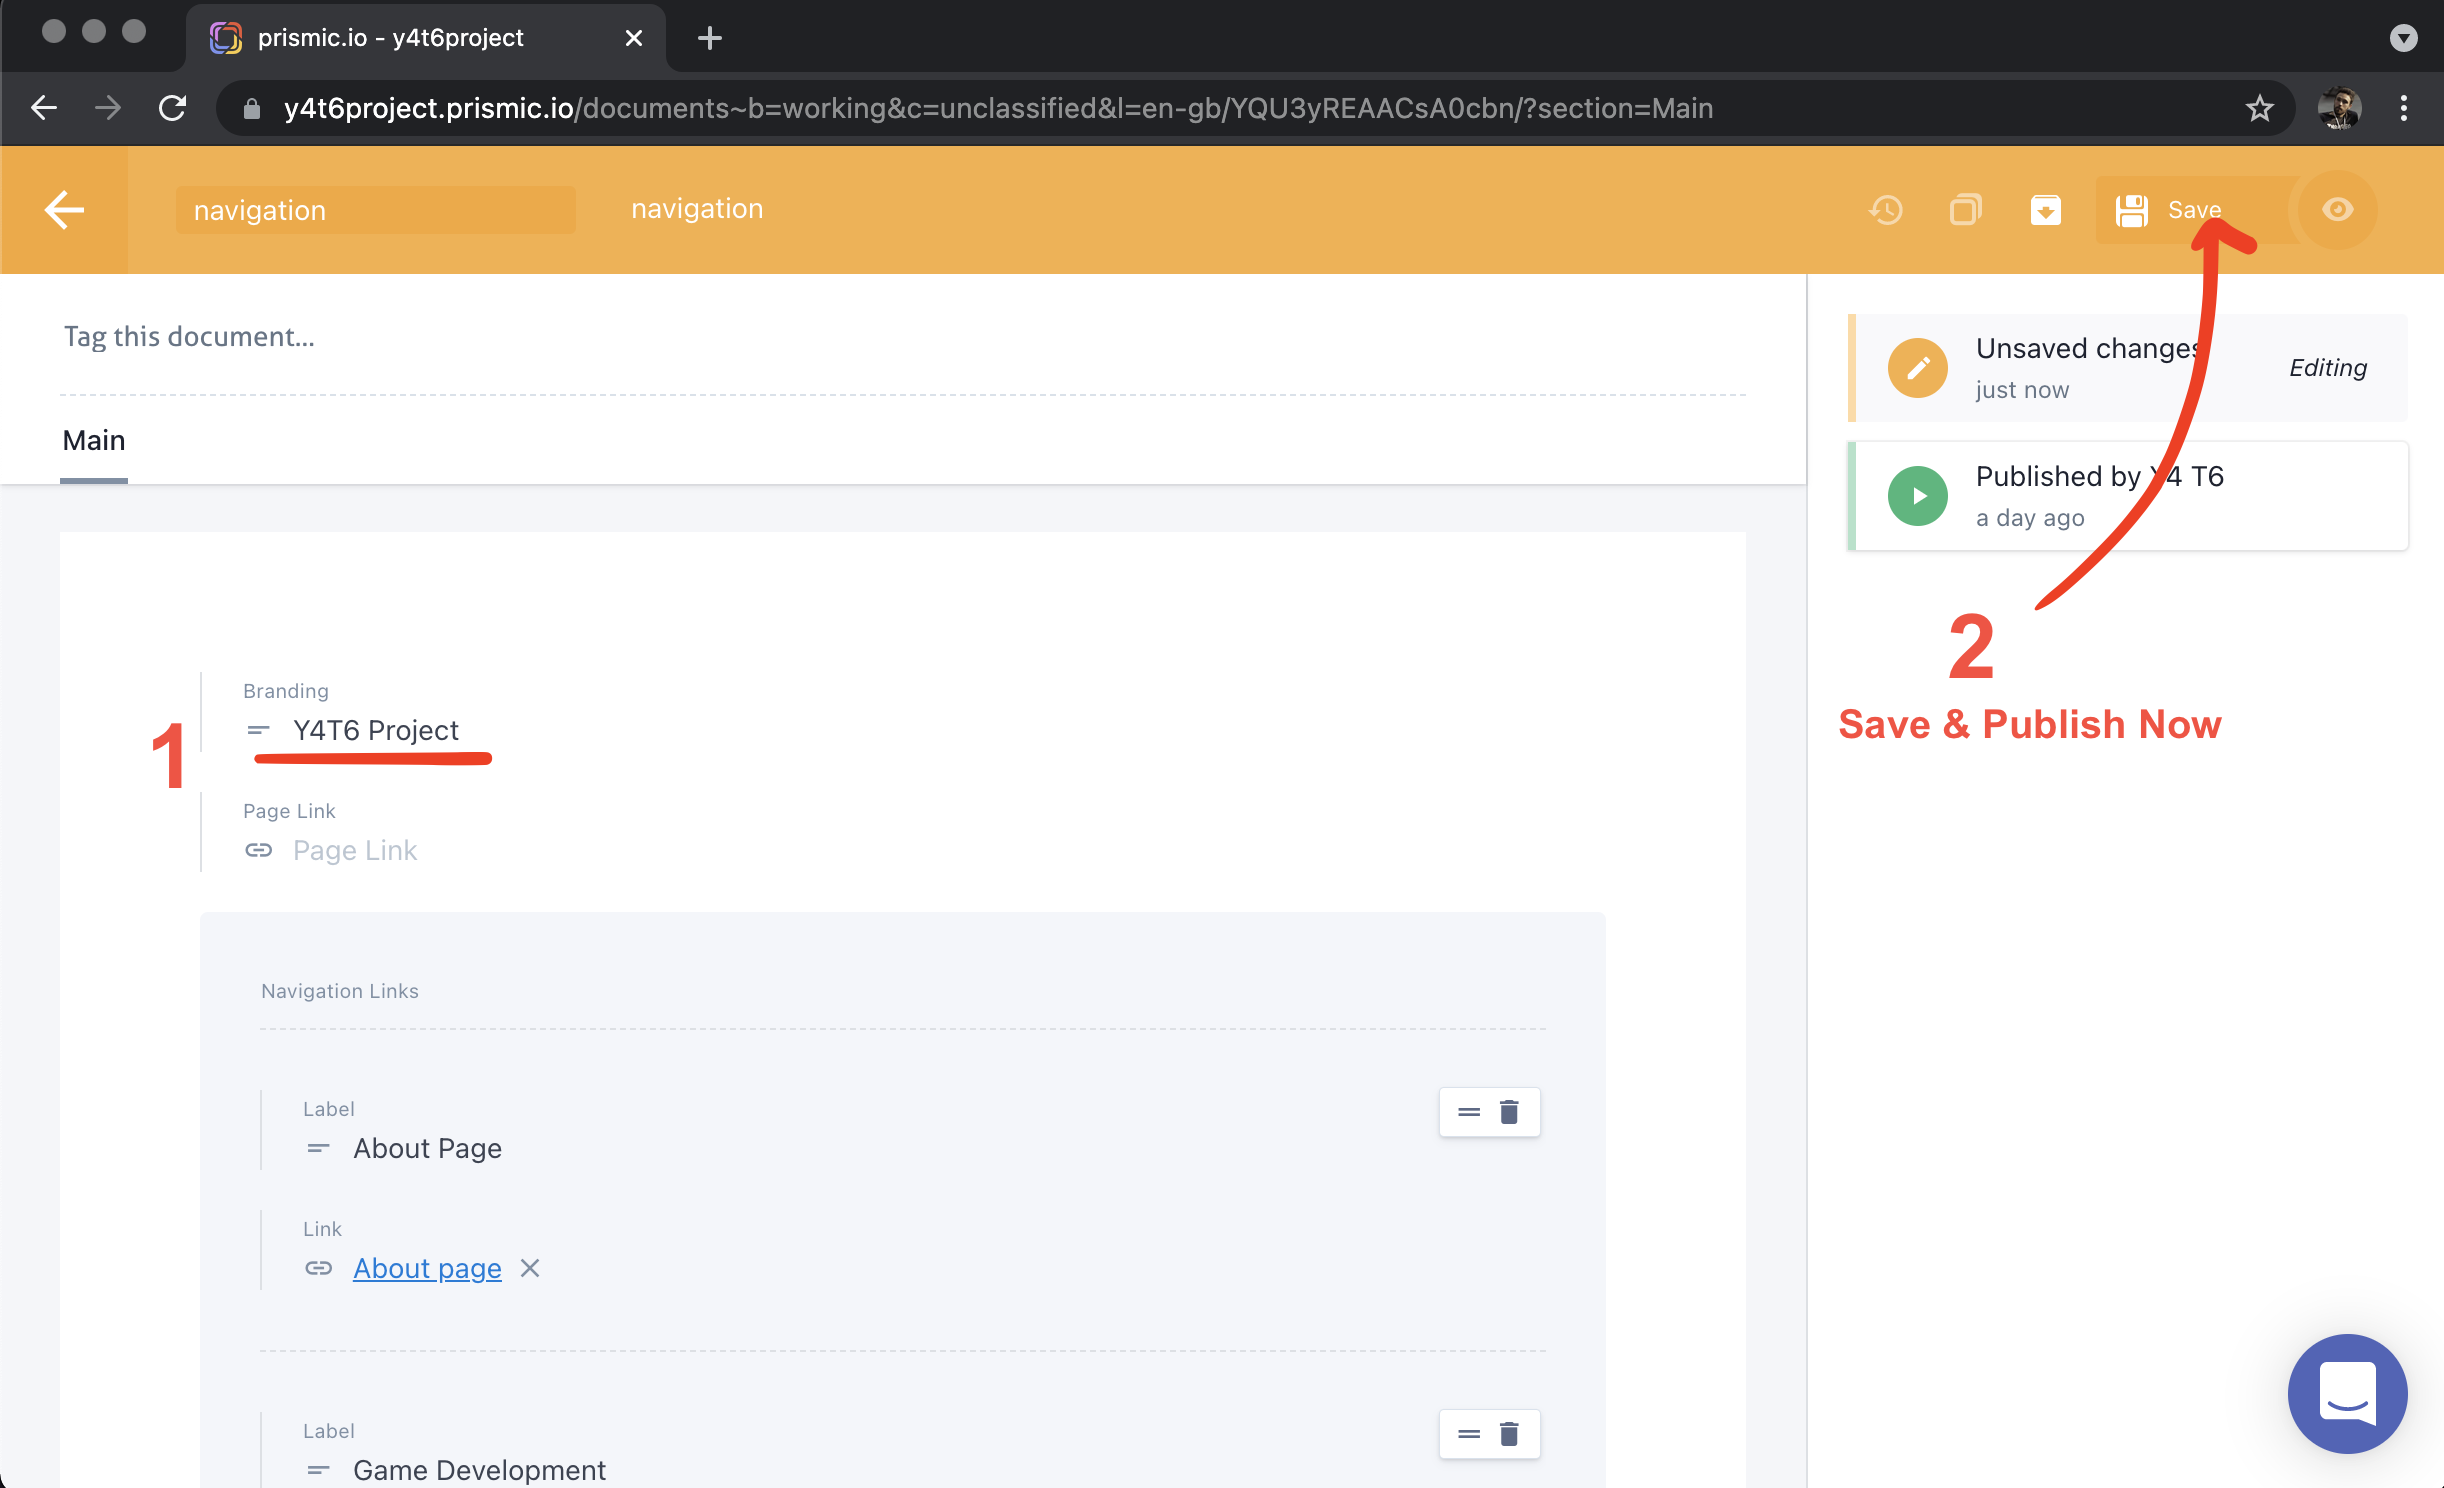 prismic.io - y4t6project
y4t6project.prismic.io/documents~b=working&c=unclassified&l=en-gb/YQU3yREAACsA0cbn/?section=Main
navigation
navigation
Save
Tag this document...
Main
Unsaved changes
just now
Editing
Published by Y4 T6
a day ago
2
Save & Publish Now
1
Branding
Y4T6 Project
Page Link
Page Link
Navigation Links
Label
About Page
Link
About page
Label
Game Development